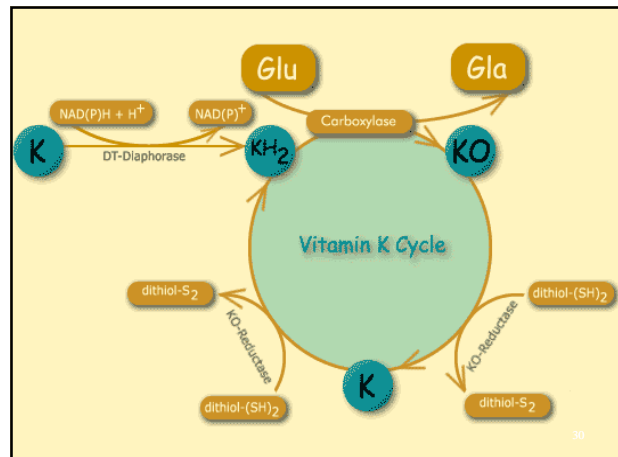 Glu
Gla
NAD(P)H + H+
NAD(P)+
Carboxylase
K
DT-Diaphorase
KH2
KO
Vitamin K Cycle
dithiol-S2
dithiol-(SH)2
KO-Reductase
KO-Reductase
K
dithiol-(SH)2
dithiol-S2
30